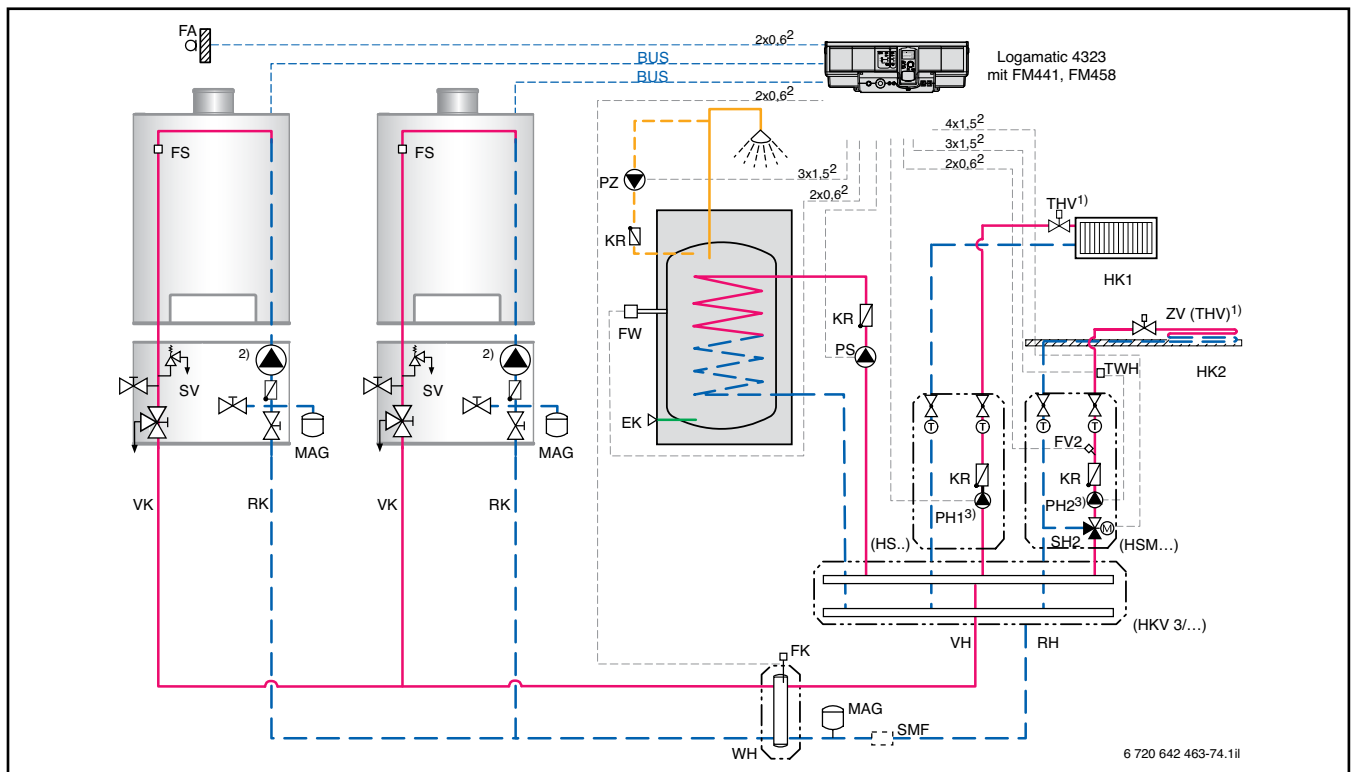 FA
2x0,6²
BUS
BUS
2x0,6²
Logamatic 4323
mit FM441, FM458
4x1,5²
3x1,5²
2x0,6²
FS
FS
PZ
3x1,5²
2x0,6²
THV¹⁾
KR
HK1
FW
KR
PS
ZV (THV)¹⁾
HK2
TWH
2)
SV
2)
SV
MAG
MAG
EK
T
T
T
T
FV2
KR
KR
PH1³⁾
PH2³⁾
M
SH2
VK
RK
VK
RK
(HS..)
(HSM...)
(HKV 3/...)
VH
RH
FK
MAG
SMF
WH
6 720 642 463-74.1il